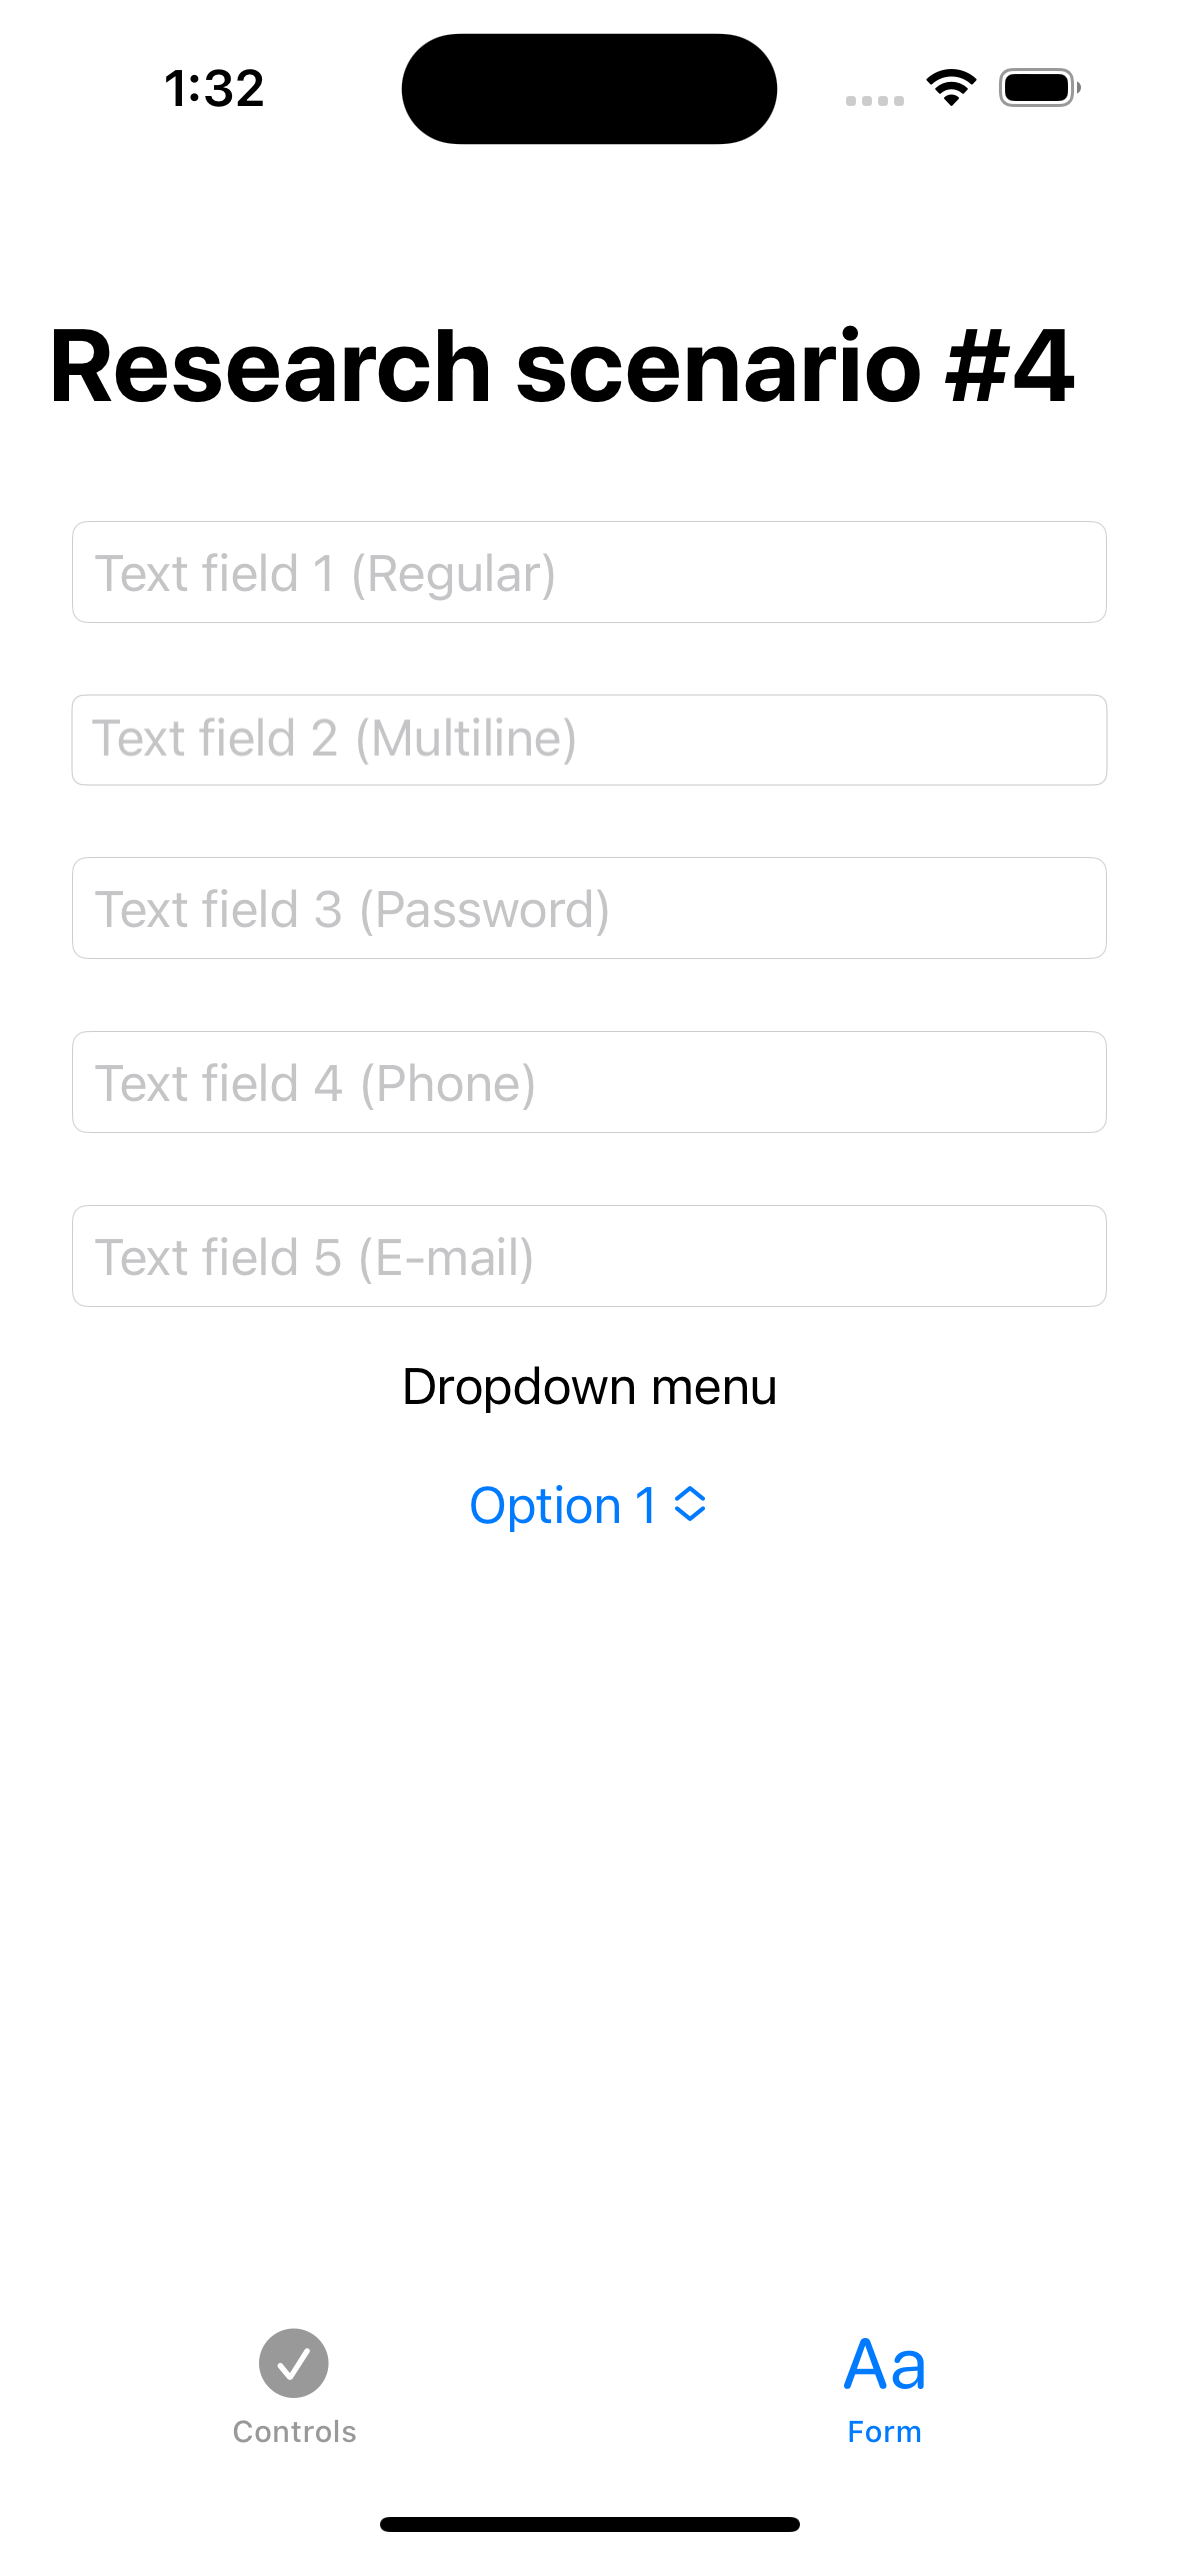 1:32
Research scenario #4
Text field 1 (Regular)
Text field 2 (Multiline)
Text field 3 (Password)
Text field 4 (Phone)
Text field 5 (E-mail)
Dropdown menu
Option 1
Aa
Controls
Form